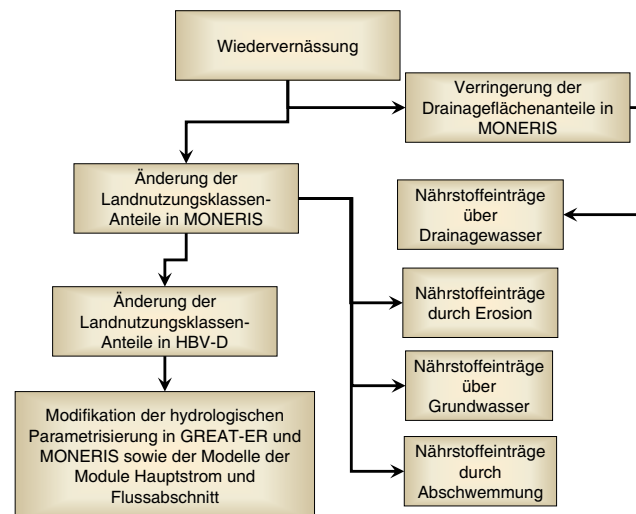 Wiedervernässung
Verringerung der
Drainageflächenanteile in
MONERIS
Änderung der
Landnutzungsklassen-
Anteile in MONERIS
Nährstoffeinträge
über
Drainagewasser
Änderung der
Landnutzungsklassen-
Anteile in HBV-D
Nährstoffeinträge
durch Erosion
Nährstoffeinträge
über
Grundwasser
Modifikation der hydrologischen
Parametrisierung in GREAT-ER und
MONERIS sowie der Modelle der
Module Hauptstrom und
Flussabschnitt
Nährstoffeinträge
durch
Abschwemmung